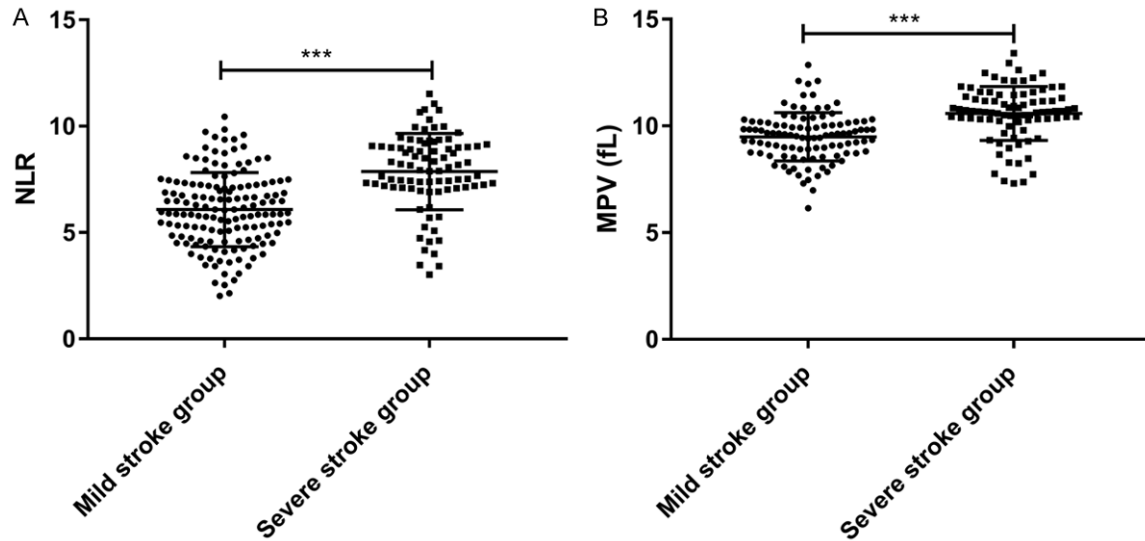 A
15
10
5
0
NLR
***
Mild stroke group
Severe stroke group
B
15
10
5
0
MPV (fL)
***
Mild stroke group
Severe stroke group